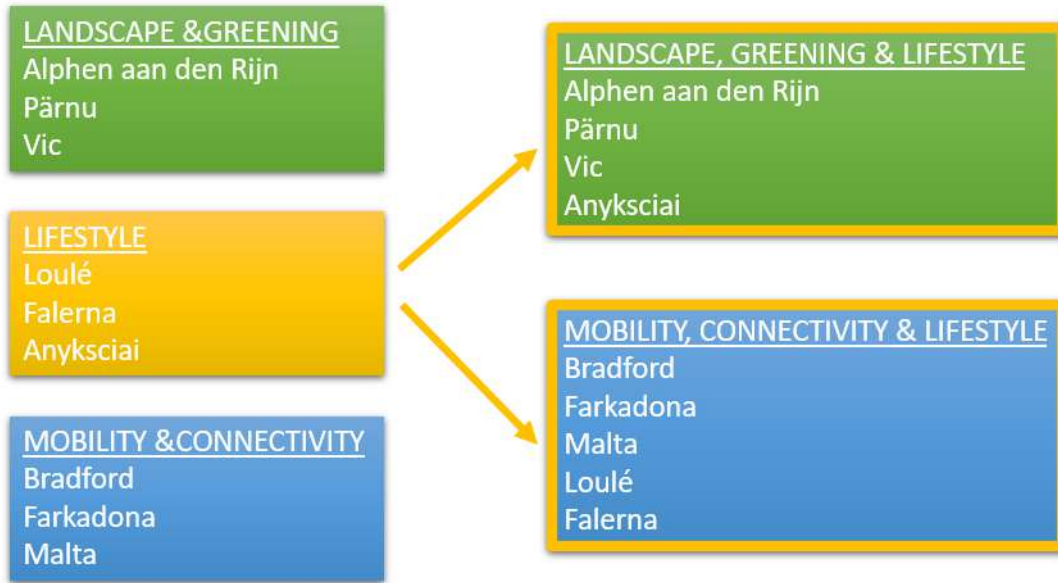 LANDSCAPE &GREENING
Alphen aan den Rijn
Pärnu
Vic
LIFESTYLE
Loulé
Falerna
Anyksciai
MOBILITY &CONNECTIVITY
Bradford
Farkadona
Malta
LANDSCAPE, GREENING & LIFESTYLE
Alphen aan den Rijn
Pärnu
Vic
Anyksciai
MOBILITY, CONNECTIVITY & LIFESTYLE
Bradford
Farkadona
Malta
Loulé
Falerna